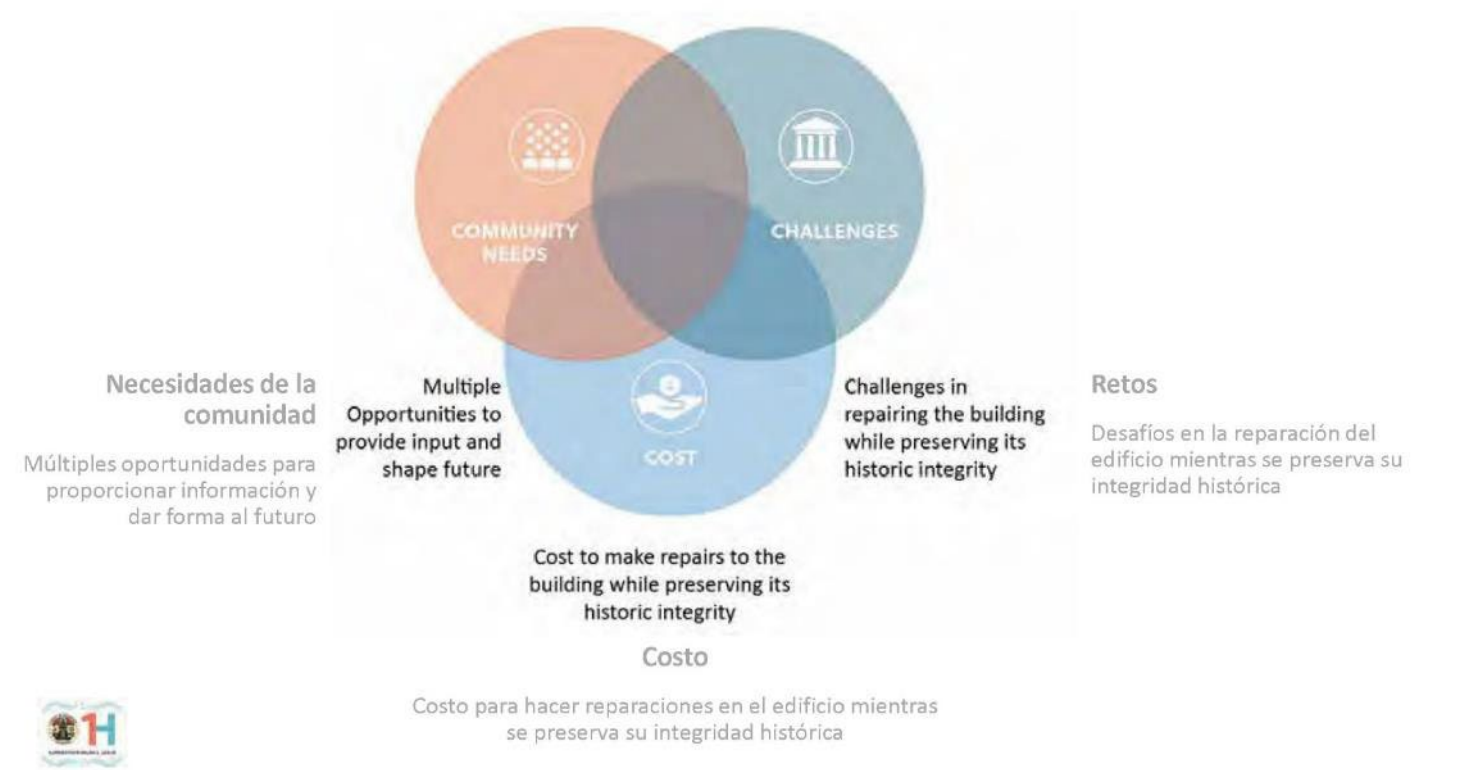 COMMUNITY
NEEDS
CHALLENGES
COST
Necesidades de la
comunidad
Múltiples oportunidades para
proporcionar información y
dar forma al futuro
Multiple
Opportunities to
provide input and
shape future
Challenges in
repairing the building
while preserving its
historic integrity
Retos
Desafíos en la reparación del
edificio mientras se preserva su
integridad histórica
Cost to make repairs to the
building while preserving its
historic integrity
Costo
Costo para hacer reparaciones en el edificio mientras
se preserva su integridad histórica
1H